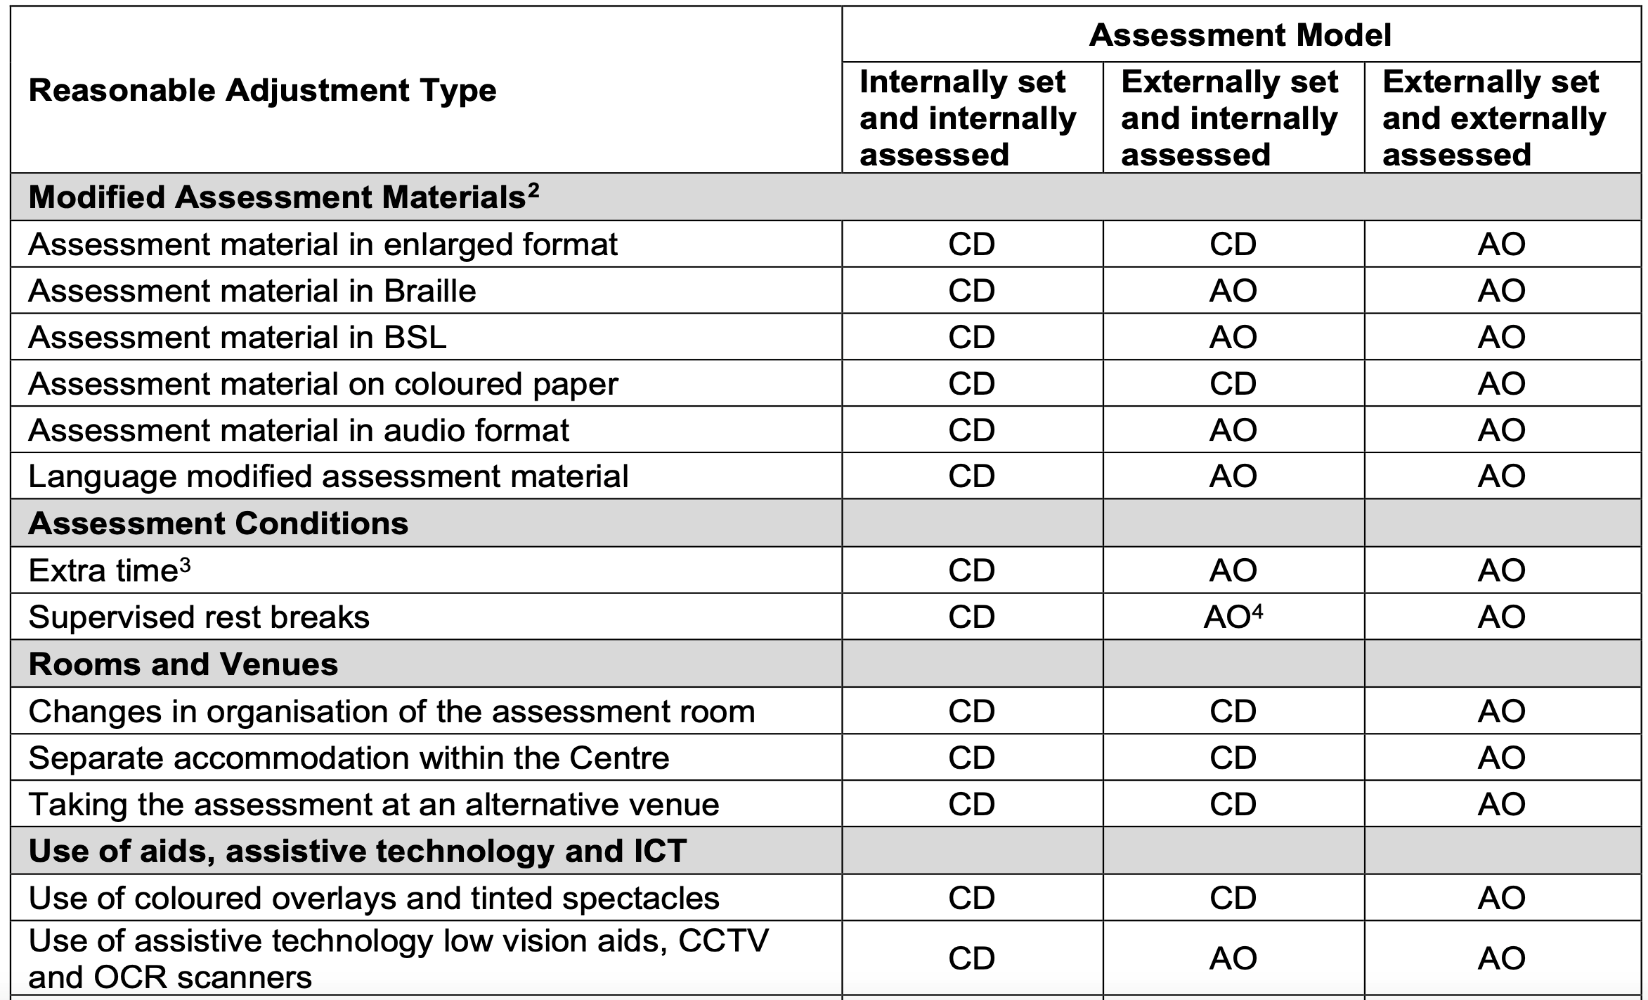 Reasonable Adjustment Type
Assessment Model
Internally set and internally assessed
Externally set and internally assessed
Externally set and externally assessed
Modified Assessment Materials²
Assessment material in enlarged format CD CD AO
Assessment material in Braille CD AO AO
Assessment material in BSL CD AO AO
Assessment material on coloured paper CD CD AO
Assessment material in audio format CD AO AO
Language modified assessment material CD AO AO
Assessment Conditions
Extra time³ CD AO AO
Supervised rest breaks CD AO⁴ AO
Rooms and Venues
Changes in organisation of the assessment room CD CD AO
Separate accommodation within the Centre CD CD AO
Taking the assessment at an alternative venue CD CD AO
Use of aids, assistive technology and ICT
Use of coloured overlays and tinted spectacles CD CD AO
Use of assistive technology low vision aids, CCTV
and OCR scanners CD AO AO